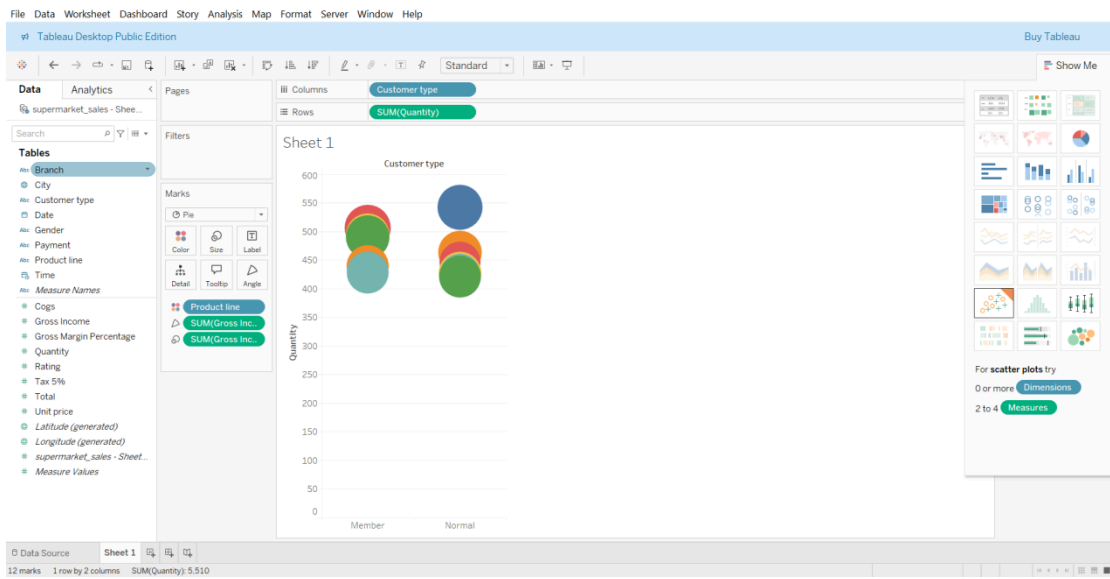 File Data Worksheet Dashboard Story Analysis Map Format Server Window Help
Tableau Desktop Public Edition
Buy Tableau
Standard
Show Me
Data Analytics
supermarket_sales - Shee...
Search
Tables
Abc Branch
City
Abc Customer type
Date
Abc Gender
Abc Payment
Abc Product line
Time
Abc Measure Names
# Cogs
# Gross Income
# Gross Margin Percentage
# Quantity
# Rating
# Tax 5%
# Total
# Unit price
Latitude (generated)
Longitude (generated)
# supermarket_sales - Sheet...
# Measure Values
Pages
Filters
Marks
Pie
Color Size Label
Detail Tooltip Angle
Product line
SUM(Gross Inc..
SUM(Gross Inc..
Columns Customer type
Rows SUM(Quantity)
Sheet 1
Customer type
600
550
500
450
400
350
300
250
200
150
100
50
0
Quantity
Member Normal
For scatter plots try
0 or more Dimensions
2 to 4 Measures
Data Source Sheet 1
12 marks 1 row by 2 columns SUM(Quantity): 5,510